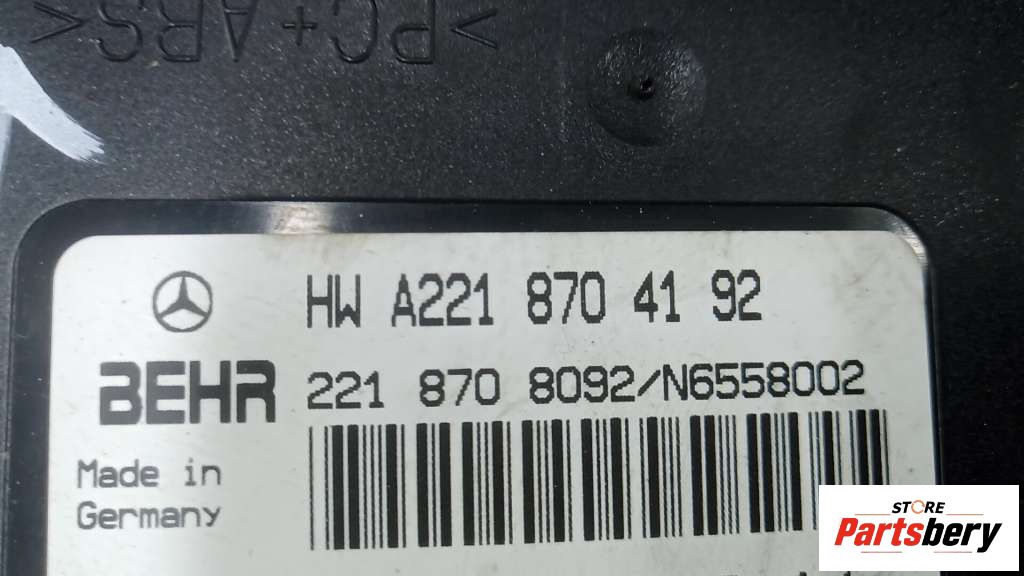 >PC+ABS<
HW A221 870 41 92
BEHR
221 870 8092/N6558002
Made in
Germany
STORE
Partsbery